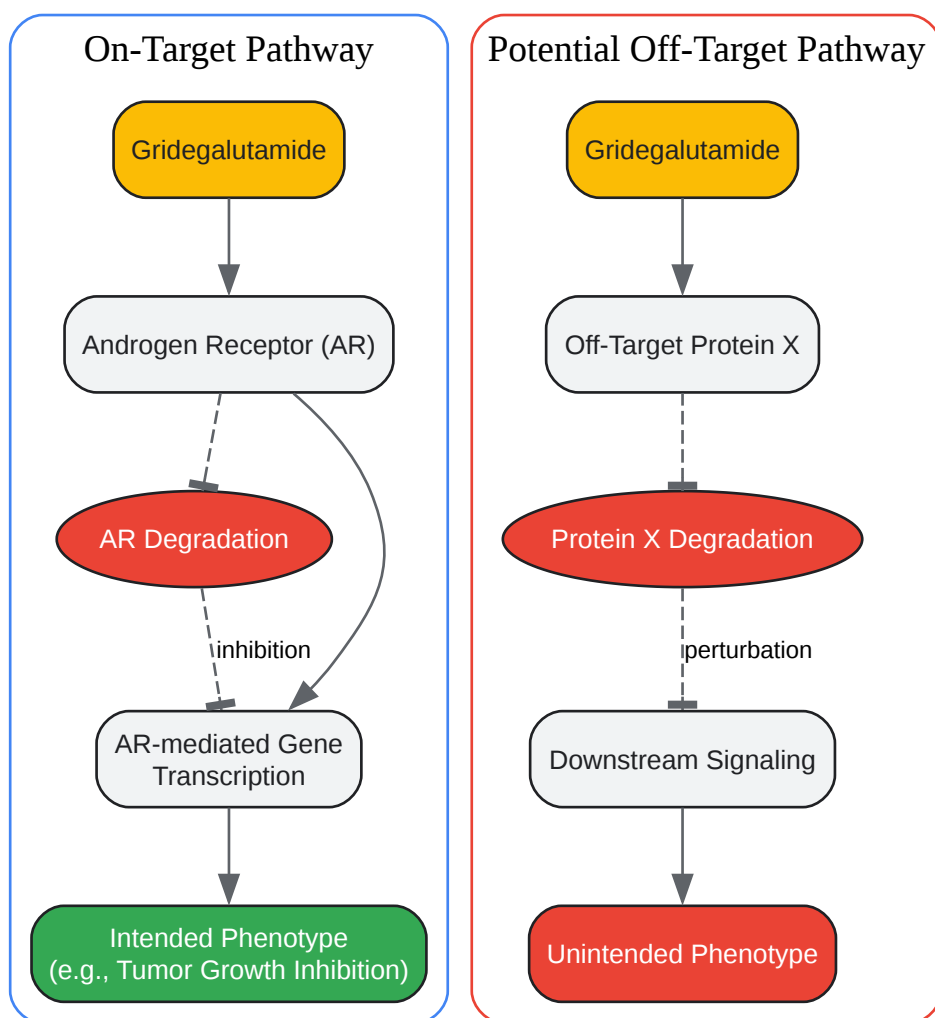 On-Target Pathway
Gridegalutamide
Androgen Receptor (AR)
AR Degradation
inhibition
AR-mediated Gene
Transcription
Intended Phenotype
(e.g., Tumor Growth Inhibition)
Potential Off-Target Pathway
Gridegalutamide
Off-Target Protein X
Protein X Degradation
perturbation
Downstream Signaling
Unintended Phenotype